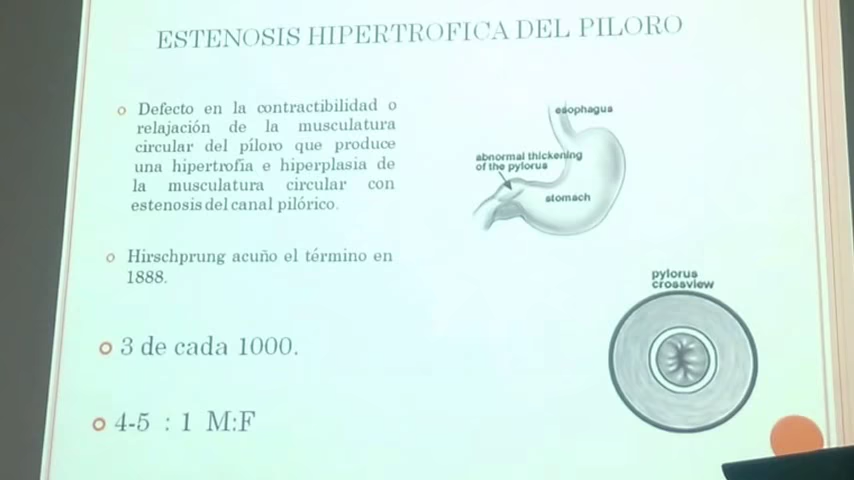 ESTENOSIS HIPERTROFICA DEL PILORO
Defecto en la contractibilidad o
relajación de la musculatura
circular del píloro que produce
una hipertrofia e hiperplasia de
la musculatura circular con
estenosis del canal pilórico.
Hirschprung acuño el término en
1888.
3 de cada 1000.
4-5 : 1 M:F
esophagus
abnormal thickening
of the pylorus
stomach
pylorus
crossview